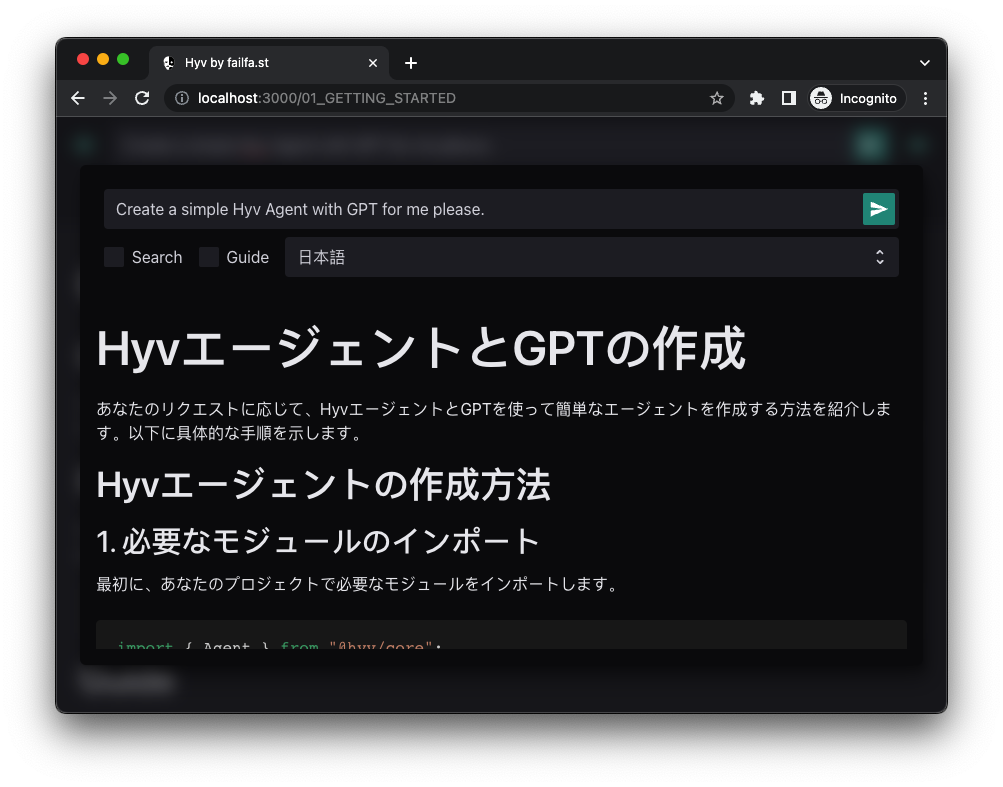 Hyv by failfa.st
localhost:3000/01_GETTING_STARTED
Incognito
Create a simple Hyv Agent with GPT for me please.
Search
Guide
日本語
HyvエージェントとGPTの作成
あなたのリクエストに応じて、HyvエージェントとGPTを使って簡単なエージェントを作成する方法を紹介しま
す。以下に具体的な手順を示します。
Hyvエージェントの作成方法
1. 必要なモジュールのインポート
最初に、あなたのプロジェクトで必要なモジュールをインポートします。
import { Agent } from "@hyv/core";